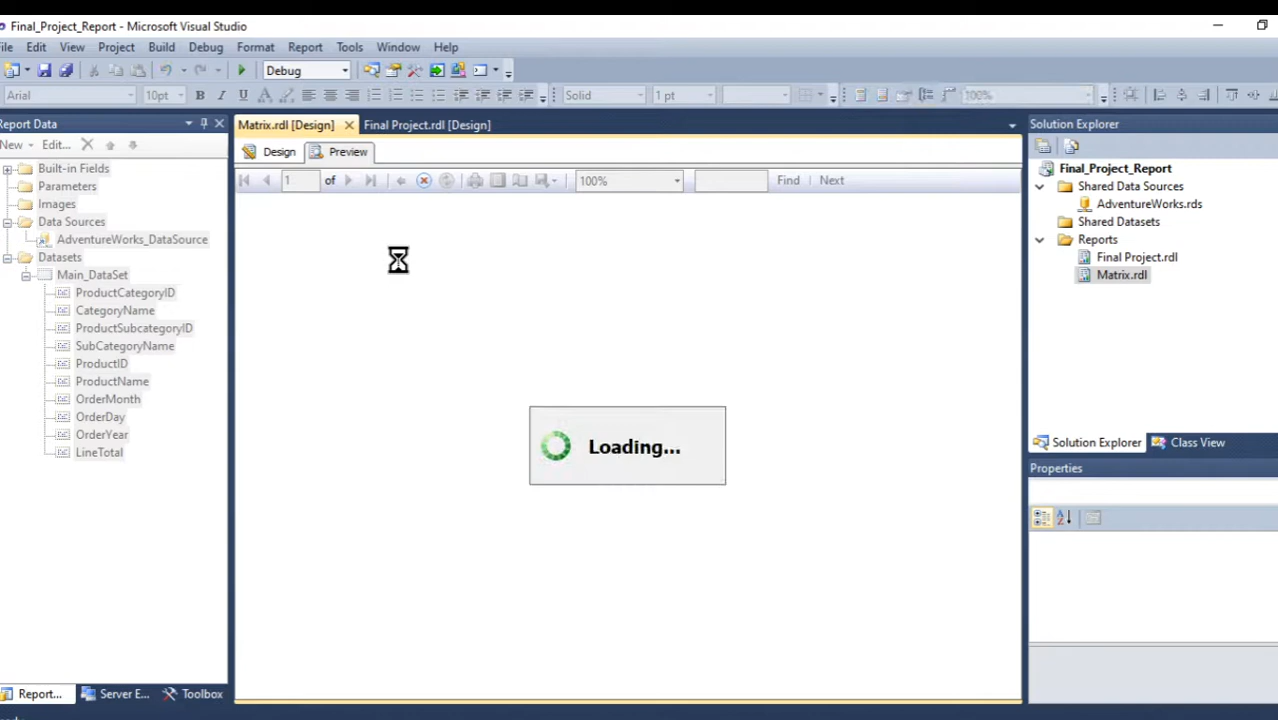 Final_Project_Report - Microsoft Visual Studio
File Edit View Project Build Debug Format Report Tools Window Help
Debug
Arial 10pt B I U A Solid 1 pt 100%
Report Data
New Edit...
Built-in Fields
Parameters
Images
Data Sources
AdventureWorks_DataSource
Datasets
Main_DataSet
ProductCategoryID
CategoryName
ProductSubcategoryID
SubCategoryName
ProductID
ProductName
OrderMonth
OrderDay
OrderYear
LineTotal
Report... Server E... Toolbox
Matrix.rdl [Design] Final Project.rdl [Design]
Design Preview
1 of 100% Find Next
Loading...
Solution Explorer
Final_Project_Report
Shared Data Sources
AdventureWorks.rds
Shared Datasets
Reports
Final Project.rdl
Matrix.rdl
Solution Explorer Class View
Properties